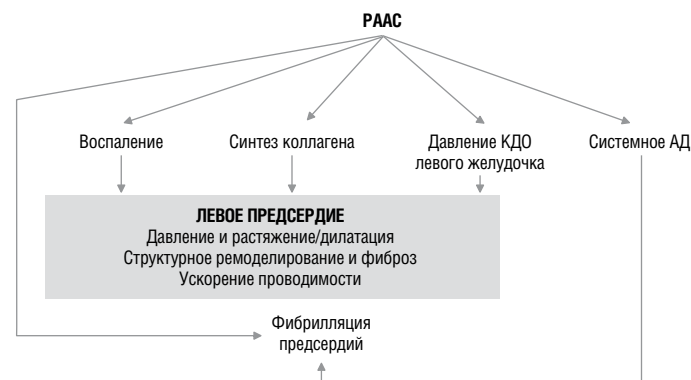 РААС
Воспаление
Синтез коллагена
Давление КДО
левого желудочка
Системное АД
ЛЕВОЕ ПРЕДСЕРДИЕ
Давление и растяжение/дилатация
Структурное ремоделирование и фиброз
Ускорение проводимости
Фибрилляция
предсердий